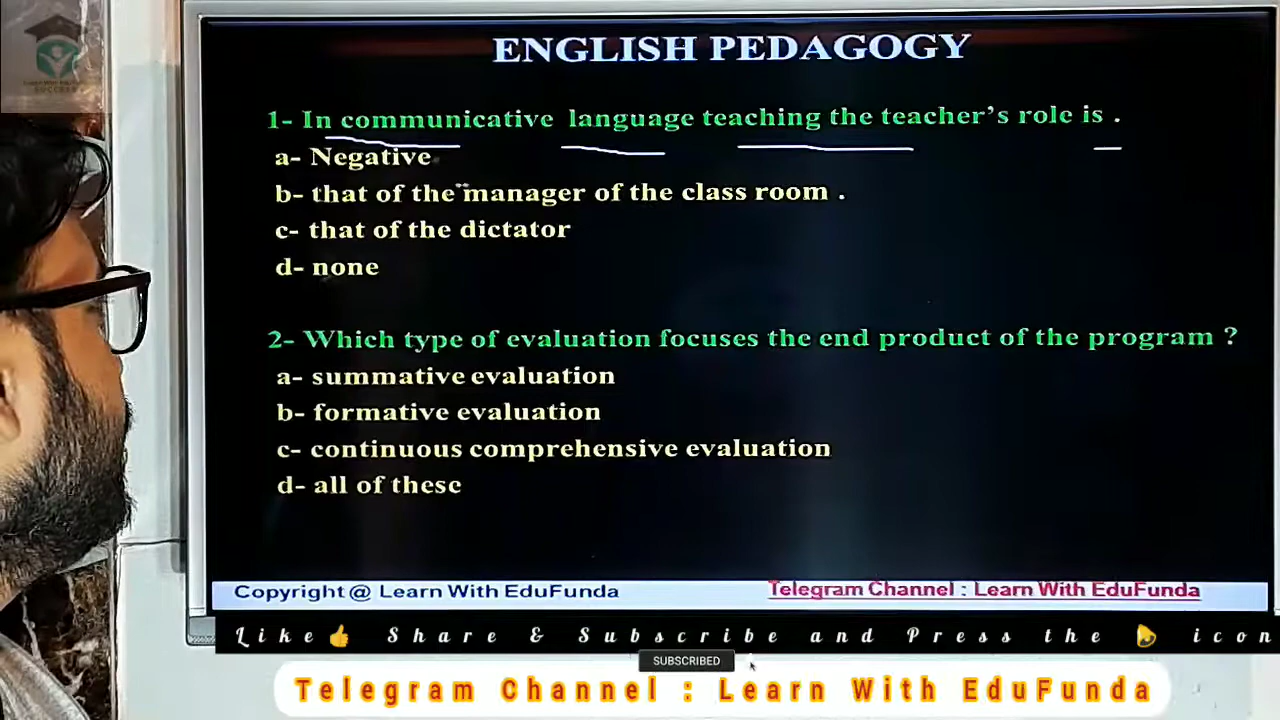 ENGLISH PEDAGOGY
1- In communicative language teaching the teacher's role is .
a- Negative
b- that of the manager of the class room .
c- that of the dictator
d- none
2- Which type of evaluation focuses the end product of the program ?
a- summative evaluation
b- formative evaluation
c- continuous comprehensive evaluation
d- all of these
Copyright @ Learn With EduFunda
Telegram Channel : Learn With EduFunda
Like👍 Share & Subscribe and Press the 🔔 icon
SUBSCRIBED
Telegram Channel : Learn With EduFunda